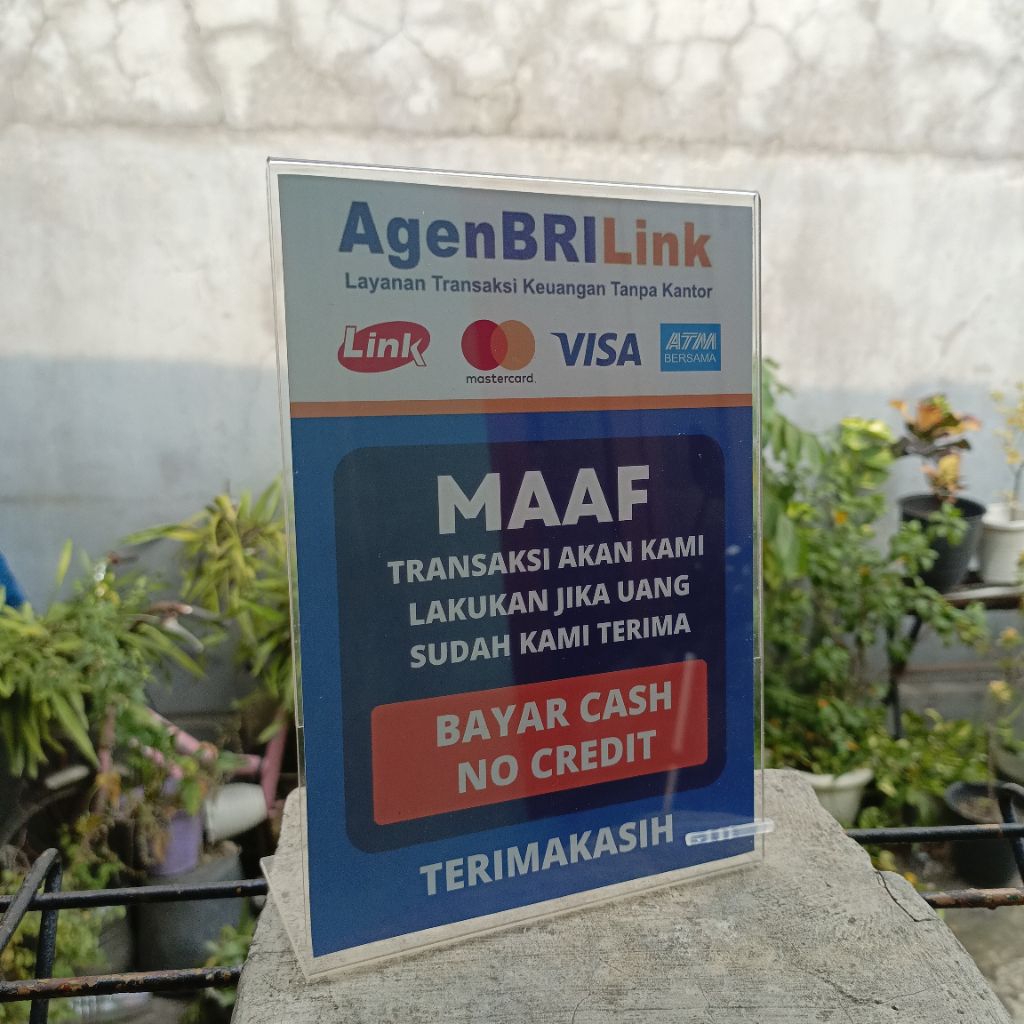 AgenBRILink
Layanan Transaksi Keuangan Tanpa Kantor
Link mastercard. VISA ATM BERSAMA
MAAF
TRANSAKSI AKAN KAMI
LAKUKAN JIKA UANG
SUDAH KAMI TERIMA
BAYAR CASH
NO CREDIT
TERIMAKASIH